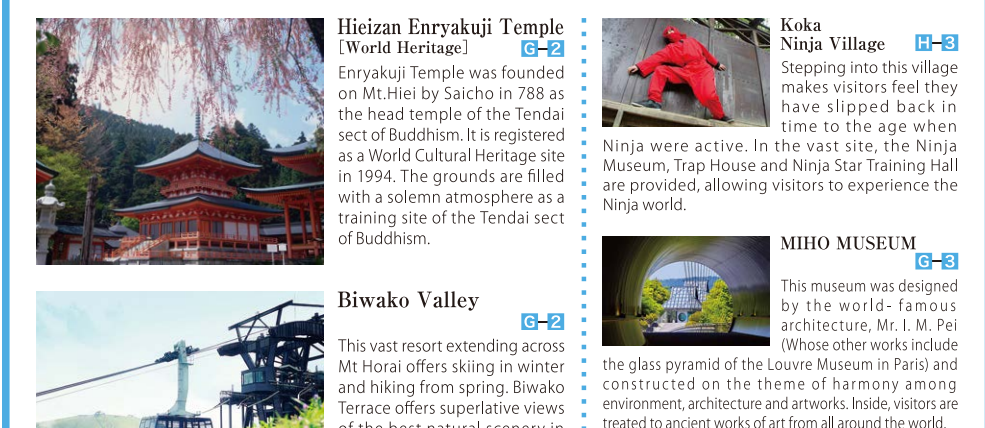 Hieizan Enryakuji Temple
[World Heritage]
G-2
Enryakuji Temple was founded
on Mt.Hiei by Saicho in 788 as
the head temple of the Tendai
sect of Buddhism. It is registered
as a World Cultural Heritage site
in 1994. The grounds are filled
with a solemn atmosphere as a
training site of the Tendai sect
of Buddhism.
Biwako Valley
G-2
This vast resort extending across
Mt Horai offers skiing in winter
and hiking from spring. Biwako
Terrace offers superlative views
of the best natural scenery in
Koka
Ninja Village
H-3
Stepping into this village
makes visitors feel they
have slipped back in
time to the age when
Ninja were active. In the vast site, the Ninja
Museum, Trap House and Ninja Star Training Hall
are provided, allowing visitors to experience the
Ninja world.
MIHO MUSEUM
G-3
This museum was designed
by the world- famous
architecture, Mr. I. M. Pei
(Whose other works include
the glass pyramid of the Louvre Museum in Paris) and
constructed on the theme of harmony among
environment, architecture and artworks. Inside, visitors are
treated to ancient works of art from all around the world.